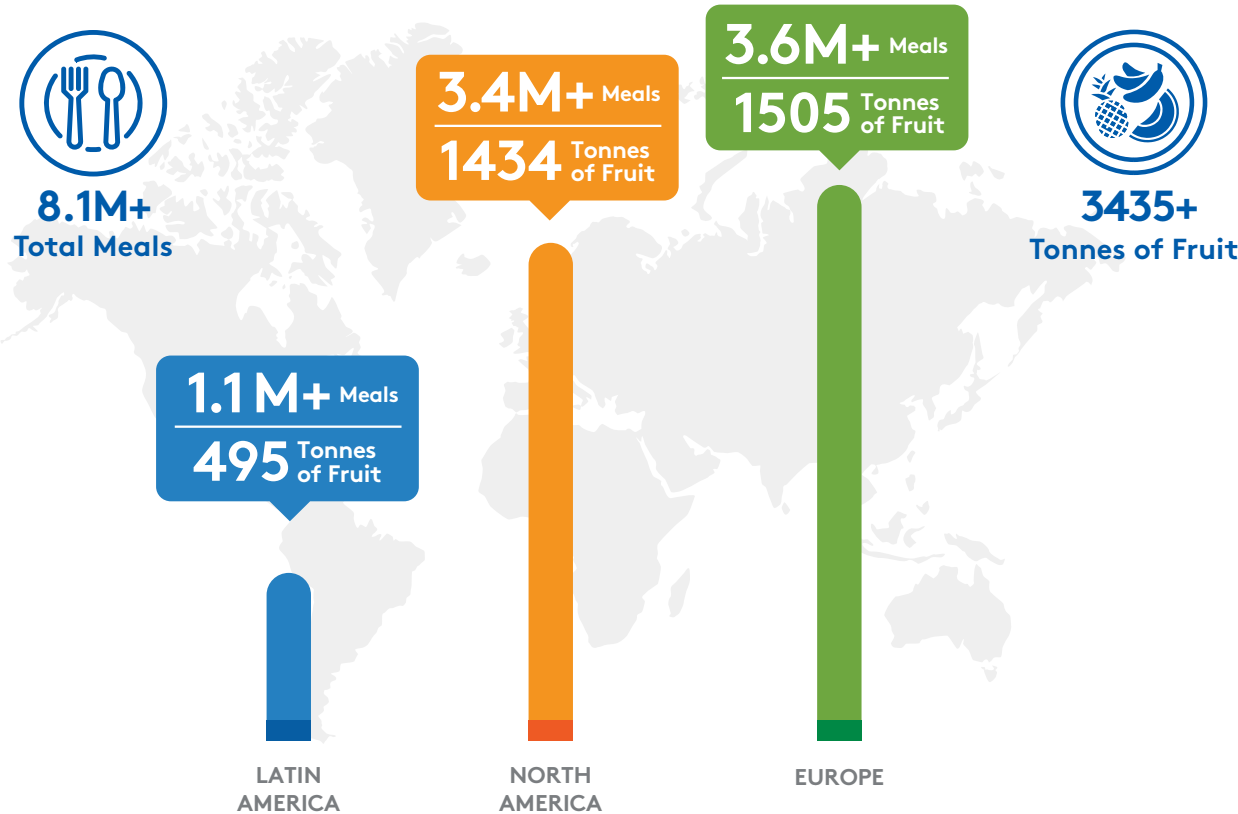 3.6M+ Meals
1505 Tonnes
of Fruit
3.4M+ Meals
1434 Tonnes
of Fruit
8.1M+
Total Meals
3435+
Tonnes of Fruit
1.1M+ Meals
495 Tonnes
of Fruit
LATIN
AMERICA
NORTH
AMERICA
EUROPE